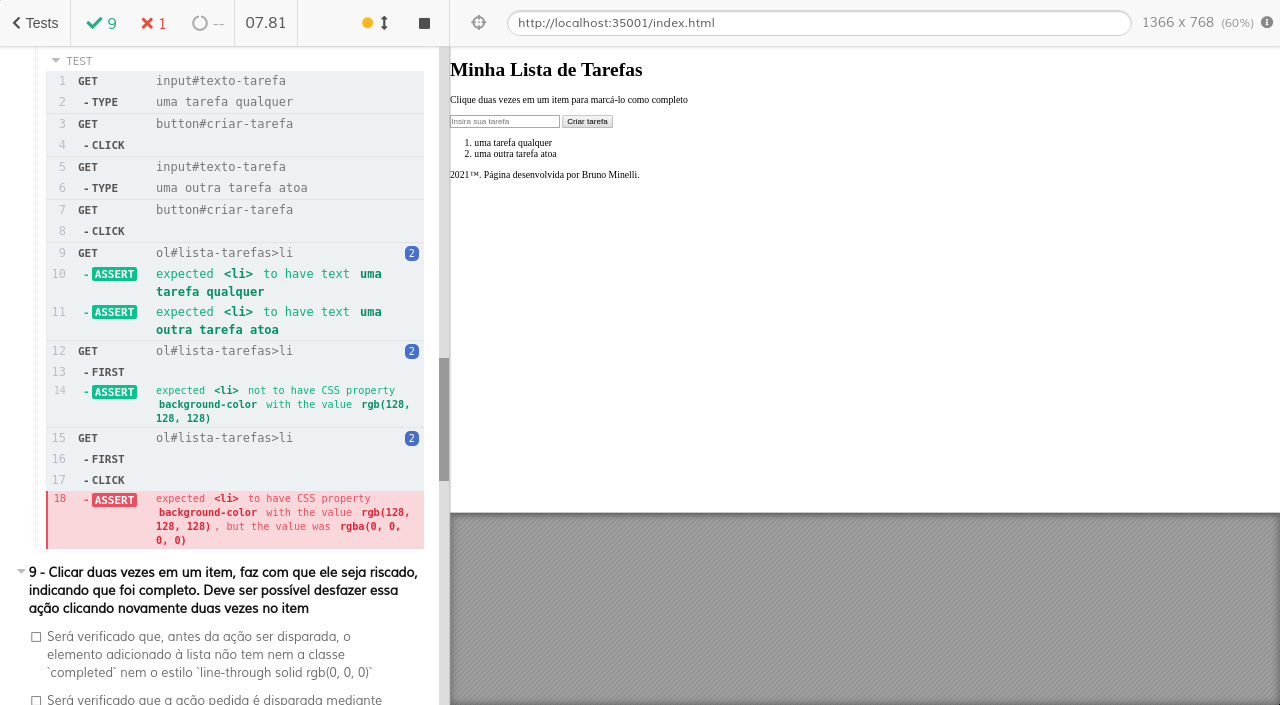 Tests 9 1 -- 07.81 http://localhost:35001/index.html 1366 x 768 (60%)
TEST
1 GET input#texto-tarefa
2 - TYPE uma tarefa qualquer
3 GET button#criar-tarefa
4 - CLICK
5 GET input#texto-tarefa
6 - TYPE uma outra tarefa atoa
7 GET button#criar-tarefa
8 - CLICK
9 GET ol#lista-tarefas>li 2
10 - ASSERT expected <li> to have text uma
tarefa qualquer
11 - ASSERT expected <li> to have text uma
outra tarefa atoa
12 GET ol#lista-tarefas>li 2
13 - FIRST
14 - ASSERT expected <li> not to have CSS property
background-color with the value rgb(128,
128, 128)
15 GET ol#lista-tarefas>li 2
16 - FIRST
17 - CLICK
18 - ASSERT expected <li> to have CSS property
background-color with the value rgb(128,
128, 128) , but the value was rgba(0, 0,
0, 0)
9 - Clicar duas vezes em um item, faz com que ele seja riscado,
indicando que foi completo. Deve ser possível desfazer essa
ação clicando novamente duas vezes no item
Será verificado que, antes da ação ser disparada, o
elemento adicionado à lista não tem nem a classe
`completed` nem o estilo `line-through solid rgb(0, 0, 0)`
Será verificado que a ação pedida é disparada mediante
Minha Lista de Tarefas
Clique duas vezes em um item para marcá-lo como completo
Insira sua tarefa Criar tarefa
1. uma tarefa qualquer
2. uma outra tarefa atoa
2021™. Página desenvolvida por Bruno Minelli.